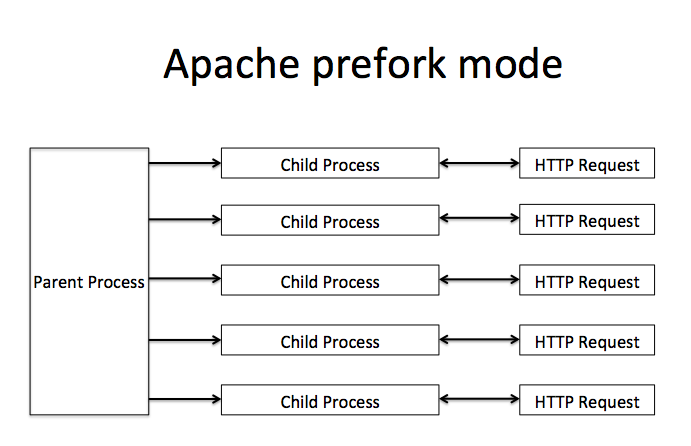 Apache prefork mode
Child Process
HTTP Request
Child Process
HTTP Request
Parent Process
Child Process
HTTP Request
Child Process
HTTP Request
Child Process
HTTP Request